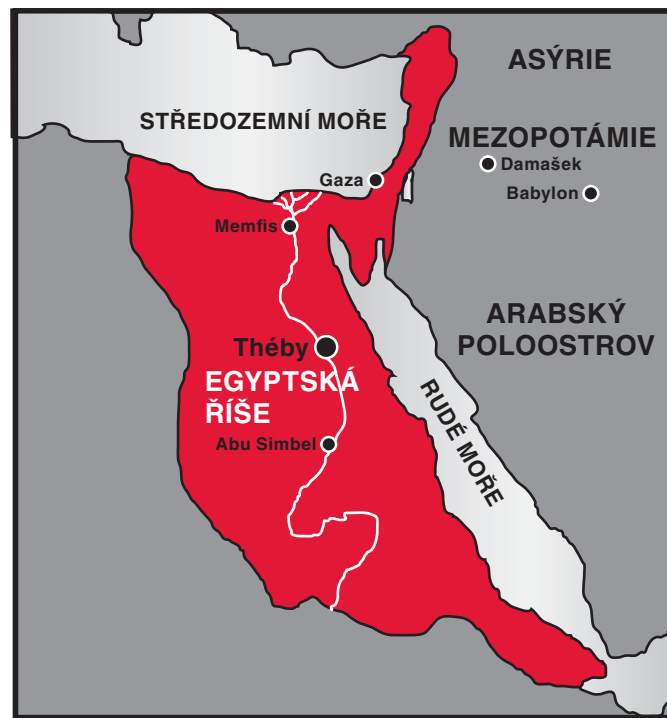 ASÝRIE
STŘEDOZEMNÍ MOŘE
MEZOPOTÁMIE
Damašek
Gaza
Babylon
Memfis
ARABSKÝ
POLOOSTROV
Théby
EGYPTSKÁ
ŘÍŠE
RUDÉ MOŘE
Abu Simbel